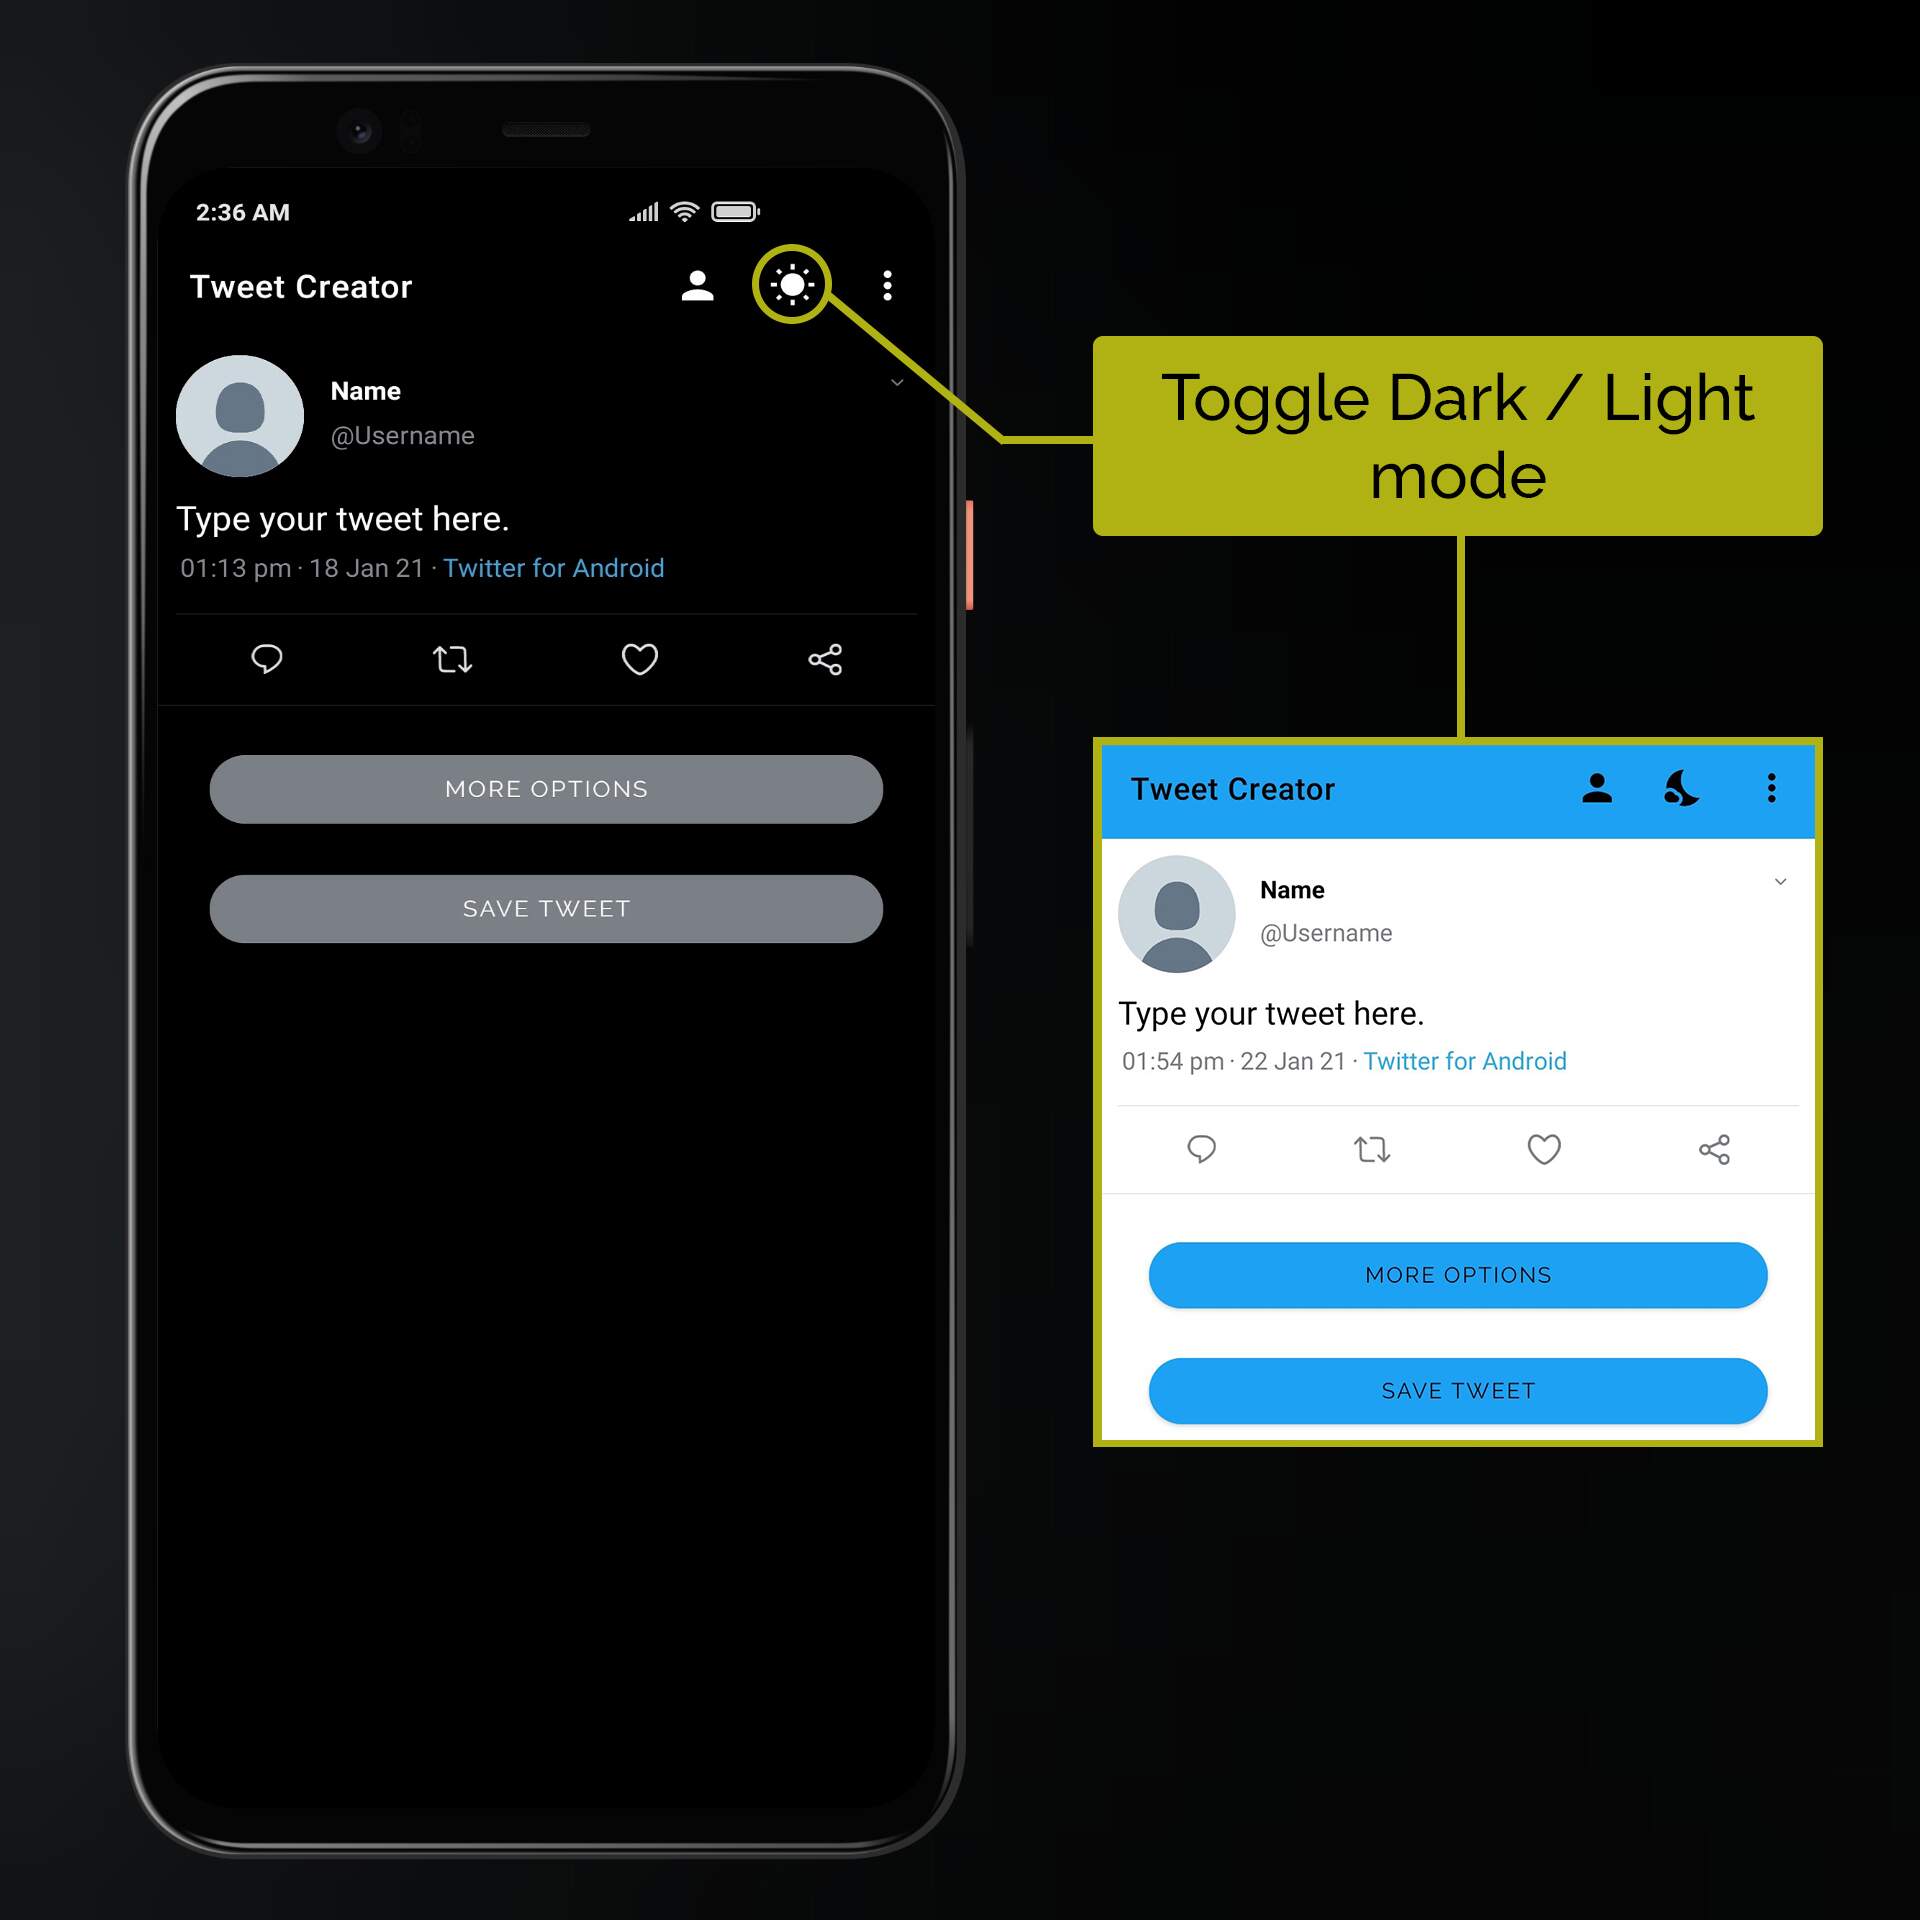 2:36 AM
Tweet Creator
Name
@Username
Type your tweet here.
01:13 pm · 18 Jan 21 · Twitter for Android
MORE OPTIONS
SAVE TWEET
Toggle Dark / Light
mode
Tweet Creator
Name
@Username
Type your tweet here.
01:54 pm · 22 Jan 21 · Twitter for Android
MORE OPTIONS
SAVE TWEET